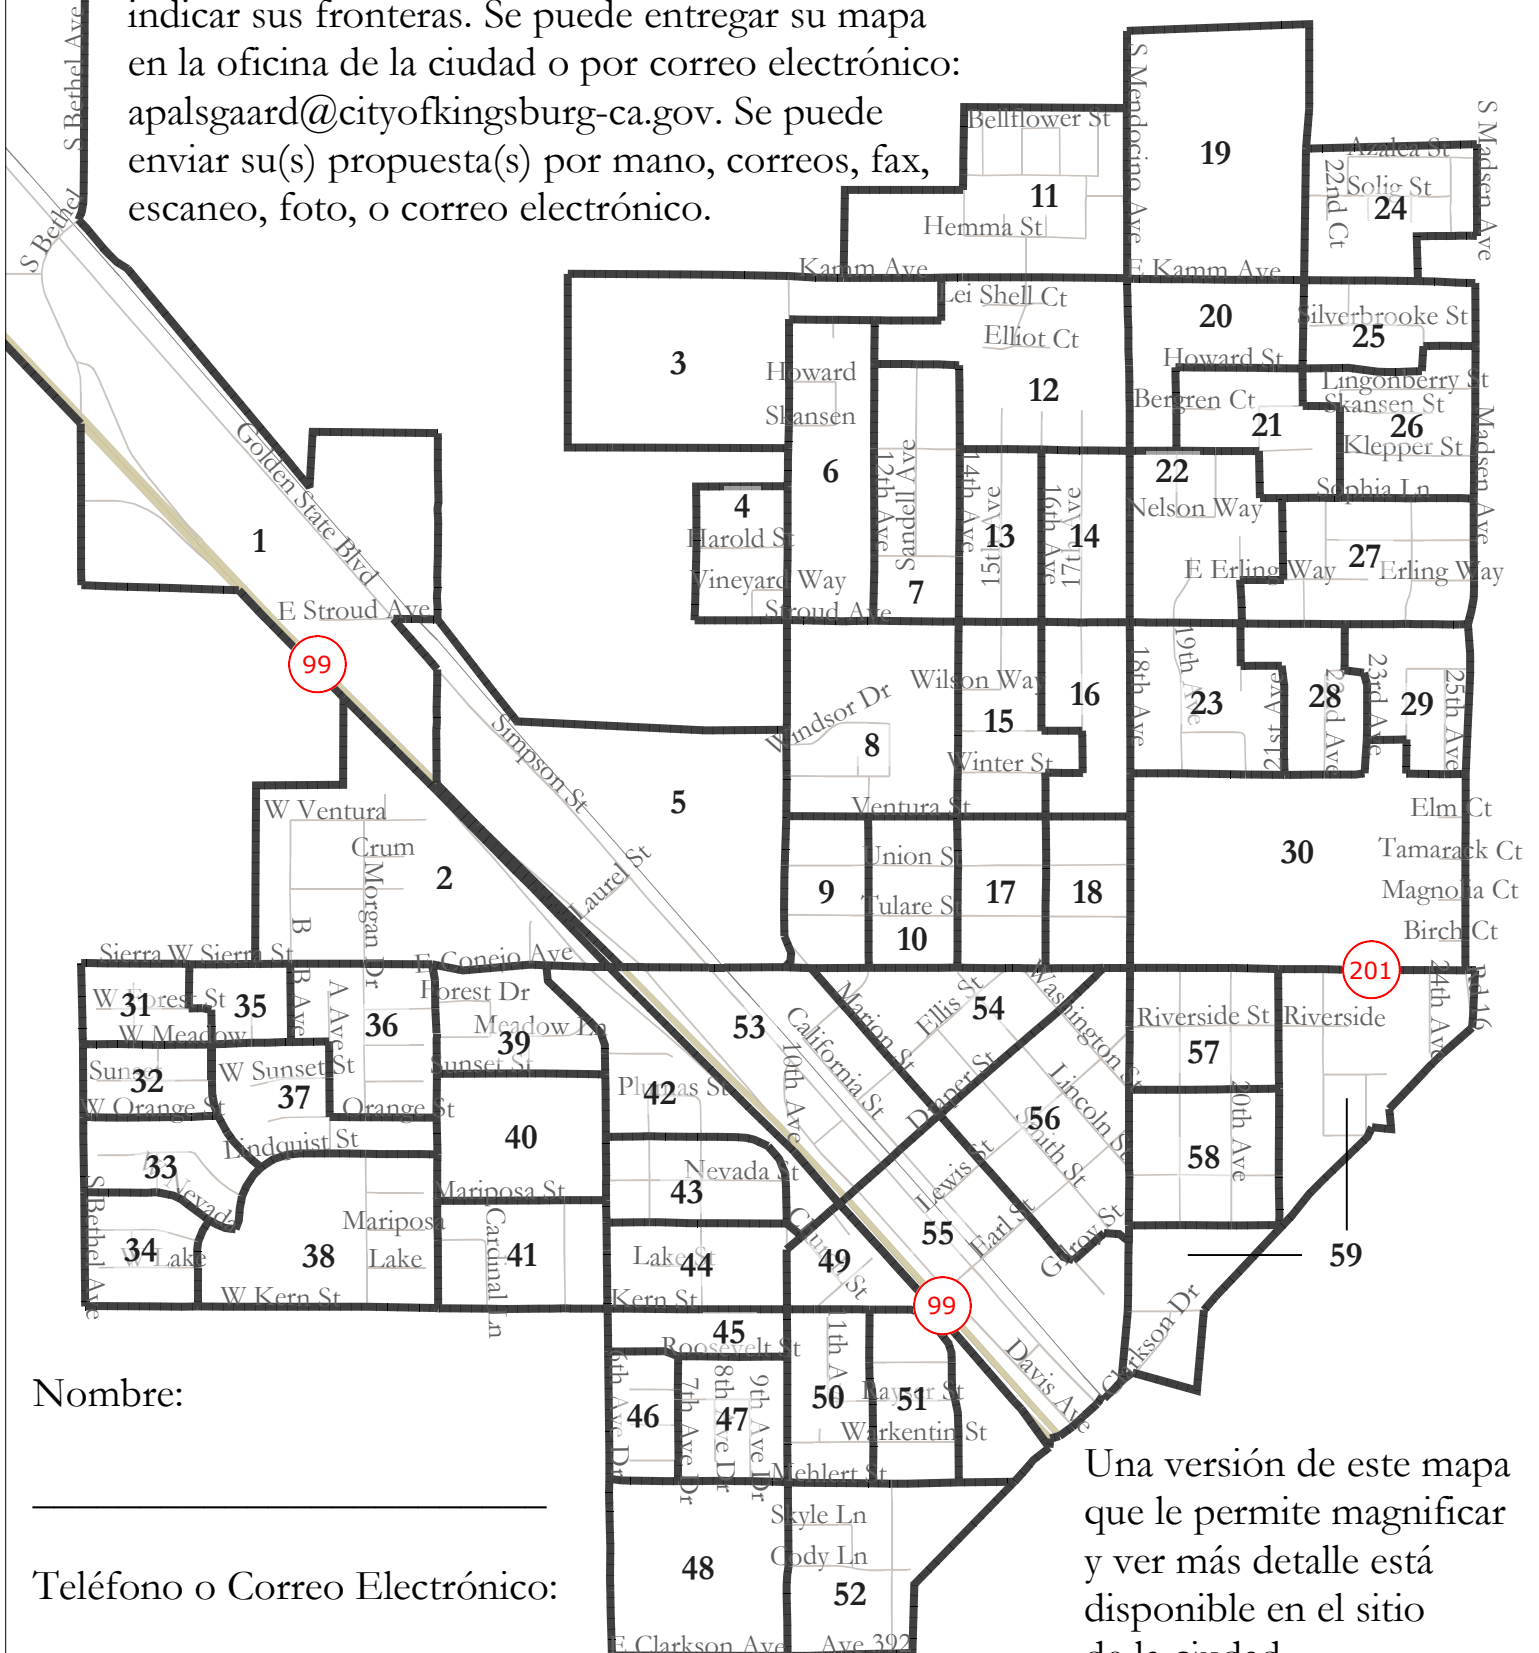 indicar sus fronteras. Se puede entregar su mapa
en la oficina de la ciudad o por correo electrónico:
apalsgaard@cityofkingsburg-ca.gov. Se puede
enviar su(s) propuesta(s) por mano, correos, fax,
escaneo, foto, o correo electrónico.
S Bethel Ave
S Bethel
Bellflower St
S Mendocino Ave
19
Azalea St
S Madsen Ave
22nd Ct
Solig St
24
11
Hemma St
Kamm Ave
E Kamm Ave
Lei Shell Ct
Elliot Ct
20
Silverbrooke St
25
3
Howard
Howard St
Lingonberry St
12
Skansen
Bergren Ct
Skansen St
21
26
Klepper St
Madsen Ave
Golden State Blvd
6
12th Ave
Sandell Ave
14th Ave
22
Sophia Ln
4
15th Ave
16th Ave
17th Ave
Nelson Way
Harold St
13
14
1
27
Vineyard Way
7
E Erling Way
Erling Way
E Stroud Ave
Stroud Ave
99
Wilson Way
18th Ave
19th Ave
21st Ave
22nd Ave
23rd Ave
25th Ave
Windsor Dr
16
23
28
29
15
8
Simpson St
Winter St
5
W Ventura
Ventura St
Elm Ct
Crum
Union St
30
Tamarack Ct
2
Morgan Dr
Laurel St
9
17
18
Magnolia Ct
Tulare St
B
10
Birch Ct
Sierra W Sierra St
E Conejo Ave
201
24th Ave
Rd 16
31
W Forest St
35
B Ave
A Ave
Forest Dr
Marion St
Ellis St
54
Washington St
36
Meadow Ln
53
California St
Riverside St
Riverside
W Meadow
39
57
32
W Sunset St
Sunset St
10th Ave
Plumas St
42
Draper St
Lincoln St
20th Ave
37
W Orange St
Orange St
56
Smith St
40
Lindquist St
58
33
Nevada St
Lewis St
Nevada
43
Mariposa St
S Bethel Ave
Mariposa
Cardinal Ln
55
Earl St
Gilroy St
34
W Lake
38
Lake
41
Lake St
44
49
59
W Kern St
Kern St
99
Clarkson Dr
45
Roosevelt St
Davis Ave
6th Ave Dr
7th Ave Dr
8th Ave Dr
9th Ave Dr
50
Rayser St
51
46
47
Warkentin St
Mehlert St
Skyle Ln
Cody Ln
48
52
E Clarkson Ave
Ave 392
Nombre:
Teléfono o Correo Electrónico:
Una versión de este mapa
que le permite magnificar
y ver más detalle está
disponible en el sitio
de la ciudad